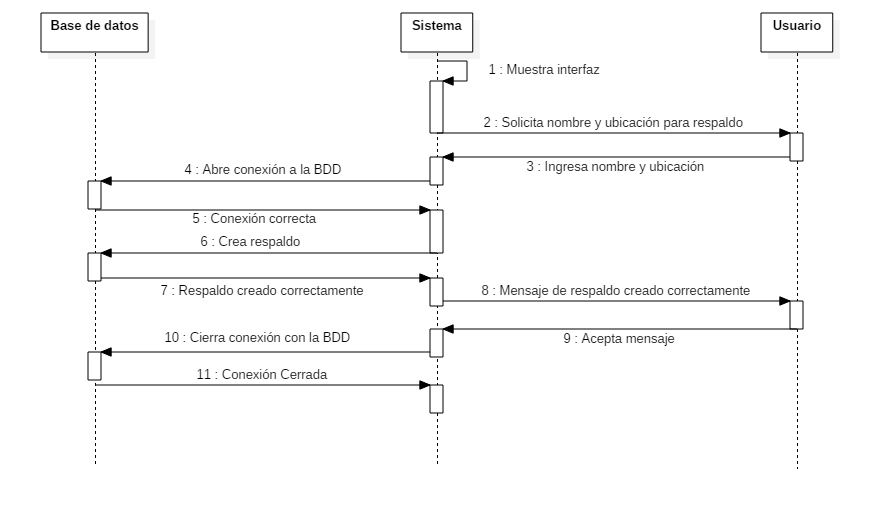 Base de datos
Sistema
Usuario
1 : Muestra interfaz
2 : Solicita nombre y ubicación para respaldo
3 : Ingresa nombre y ubicación
4 : Abre conexión a la BDD
5 : Conexión correcta
6 : Crea respaldo
7 : Respaldo creado correctamente
8 : Mensaje de respaldo creado correctamente
9 : Acepta mensaje
10 : Cierra conexión con la BDD
11 : Conexión Cerrada